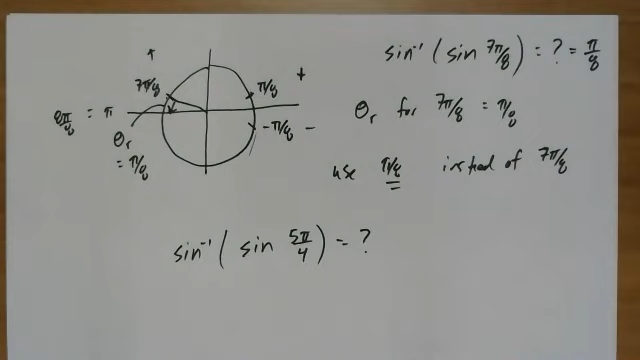 sin⁻¹ ( sin 7π/8 ) = ? = π/8
+
7π/8
π/8
+
8π/8 = π
-π/8 -
θr
= π/8
θr for 7π/8 = π/8
use π/8 instead of 7π/8
sin⁻¹ ( sin 5π/4 ) = ?